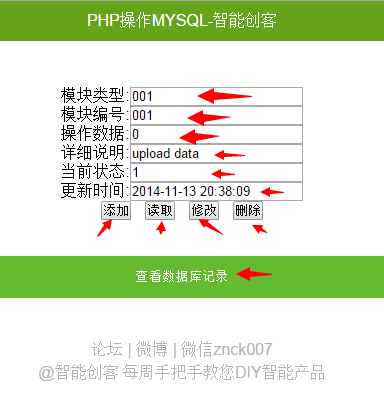 PHP操作MYSQL-智能创客
模块类型:001
模块编号:001
操作数据:0
详细说明:upload data
当前状态:1
更新时间:2014-11-13 20:38:09
添加 读取 修改 删除
查看数据库记录
论坛 | 微博 | 微信znck007
@智能创客 每周手把手教您DIY智能产品